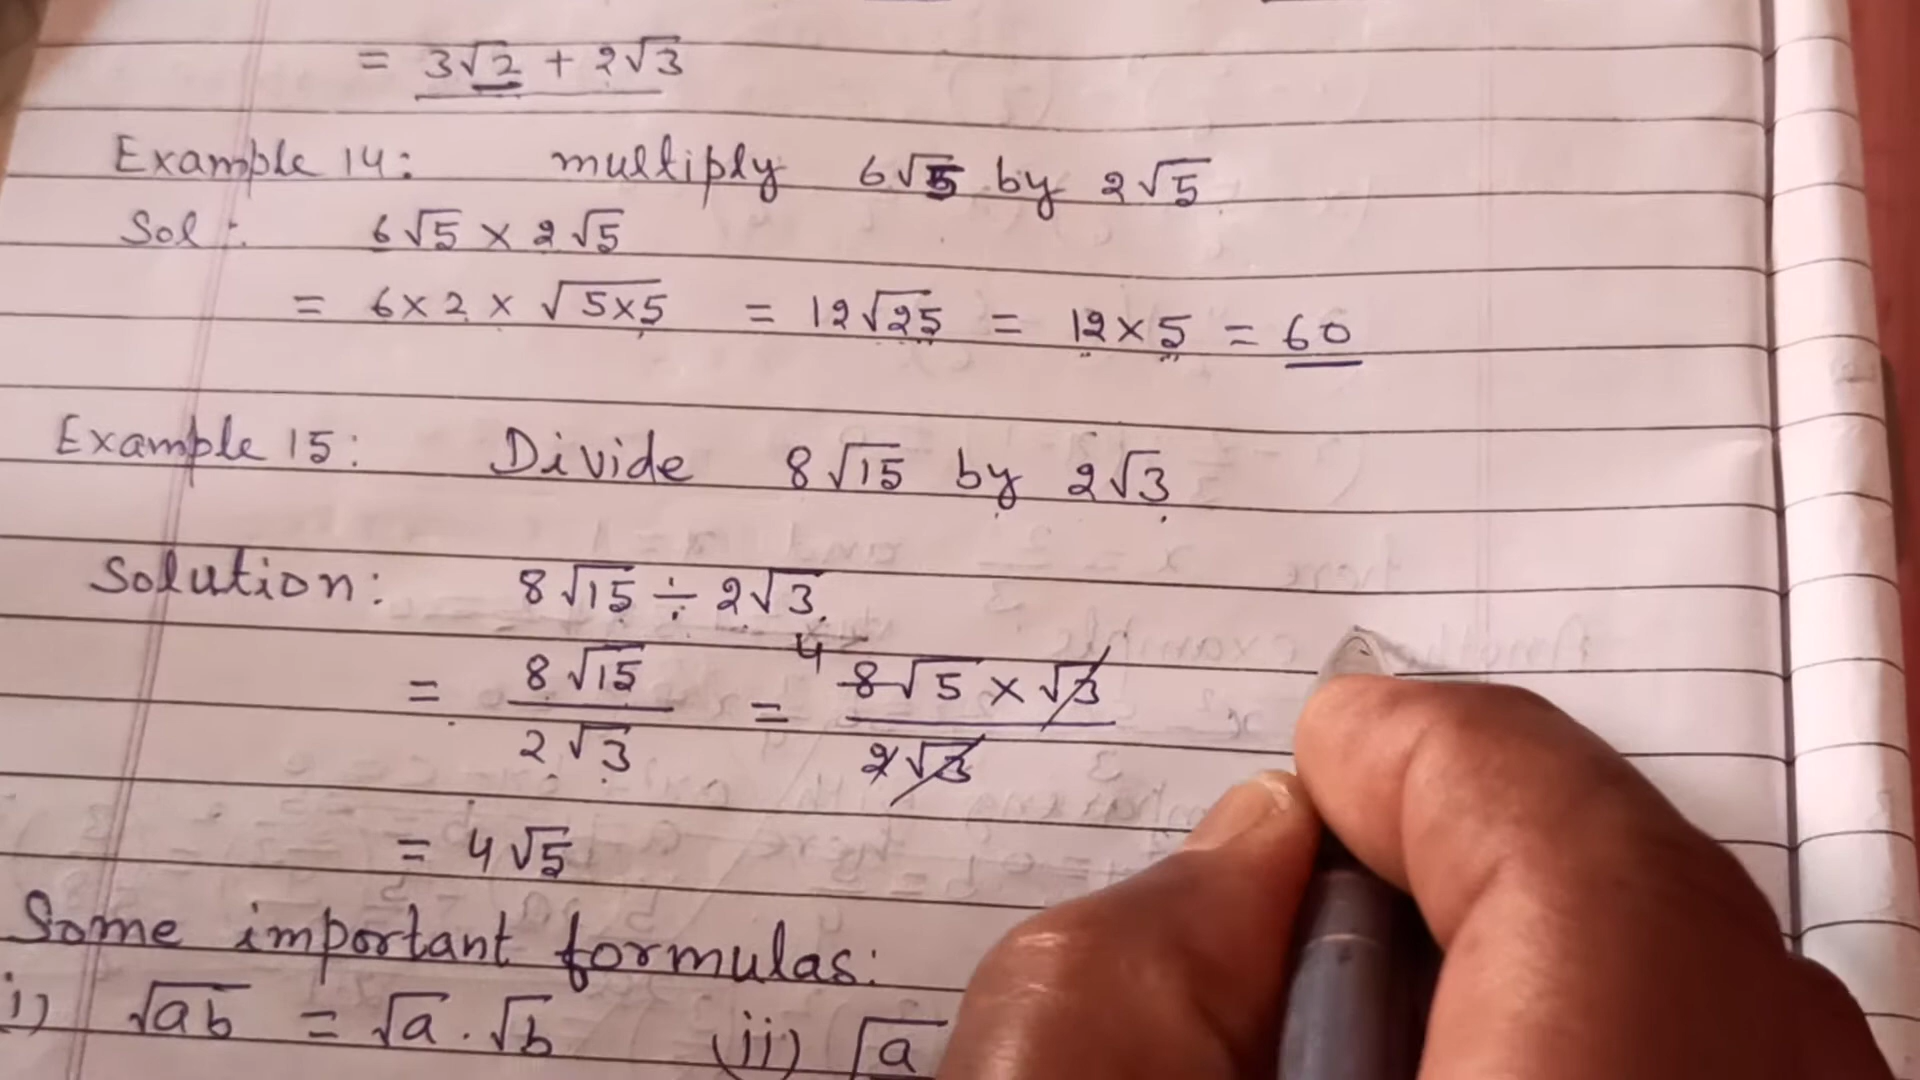 = 3√2 + 2√3
Example 14: multiply 6√5 by 2√5
Sol: 6√5 × 2√5
= 6×2 × √5×5 = 12√25 = 12×5 = 60
Example 15: Divide 8√15 by 2√3
Solution: 8√15 ÷ 2√3
= 8√15 / 2√3 = 4 8√5 × √3 / 2√3
= 4√5
Some important formulas:
i) √ab = √a . √b (ii) √a